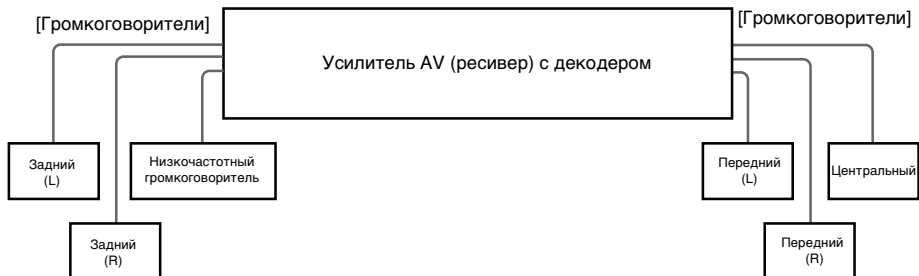 [Громкоговорители]
[Громкоговорители]
Усилитель AV (ресивер) с декодером
Задний
(L)
Низкочастотный
громкоговоритель
Передний
(L)
Центральный
Задний
(R)
Передний
(R)